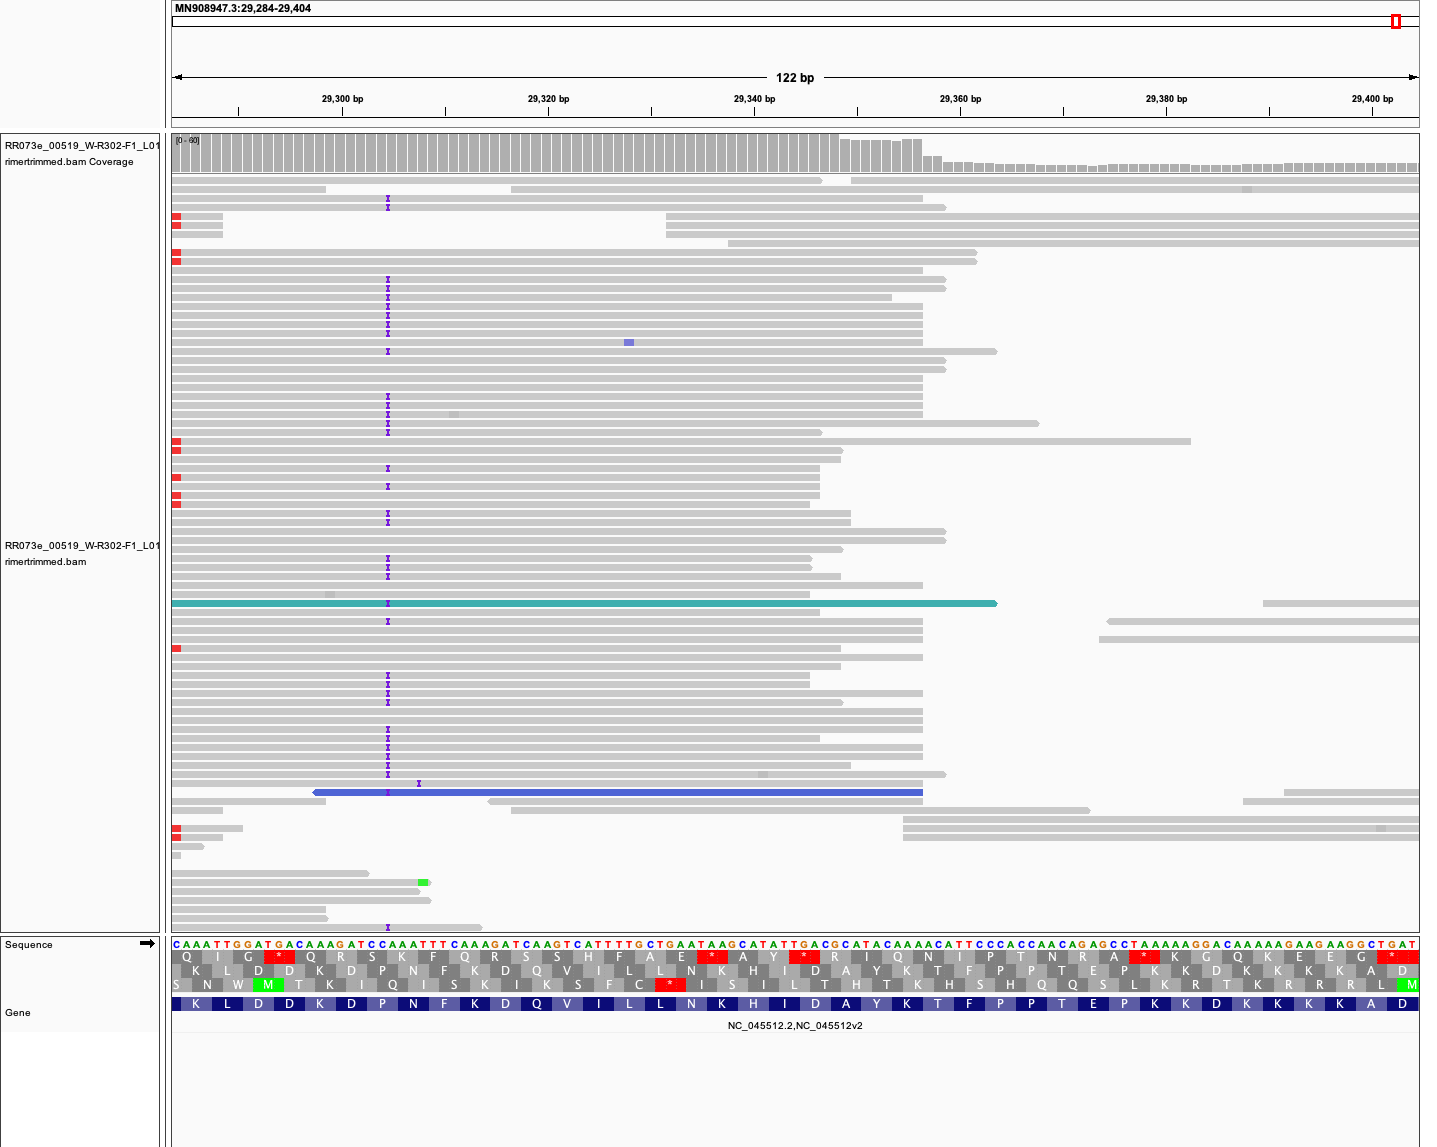 MN908947.3:29,284-29,404
122 bp
29,300 bp 29,320 bp 29,340 bp 29,360 bp 29,380 bp 29,400 bp
RR073e_00519_W-R302-F1_L01
rimertrimmed.bam Coverage
[0 - 60]
RR073e_00519_W-R302-F1_L01
rimertrimmed.bam
Sequence
CAAATTGGATGACAAAGATCCAAATTTCAAAGATCAAGTCATTTTGCTGAATAAGCATATTGACGCATACAAAACATTCCCACCAACAGAGCCTAAAAAGGACAAAAAGAAGAAGGCTGAT
Q I G * Q R S K F Q R S S H F A E * A Y * R I Q N I P T N R A * K G Q K E E G *
K L D D K D P N F K D Q V I L L N K H I D A Y K T F P P T E P K K D K K K K A D
S N W M T K I Q I S K I K S F C * I S I L T H T K H S H Q Q S L K R T K R R R L M
Gene
K L D D K D P N F K D Q V I L L N K H I D A Y K T F P P T E P K K D K K K K A D
NC_045512.2,NC_045512v2